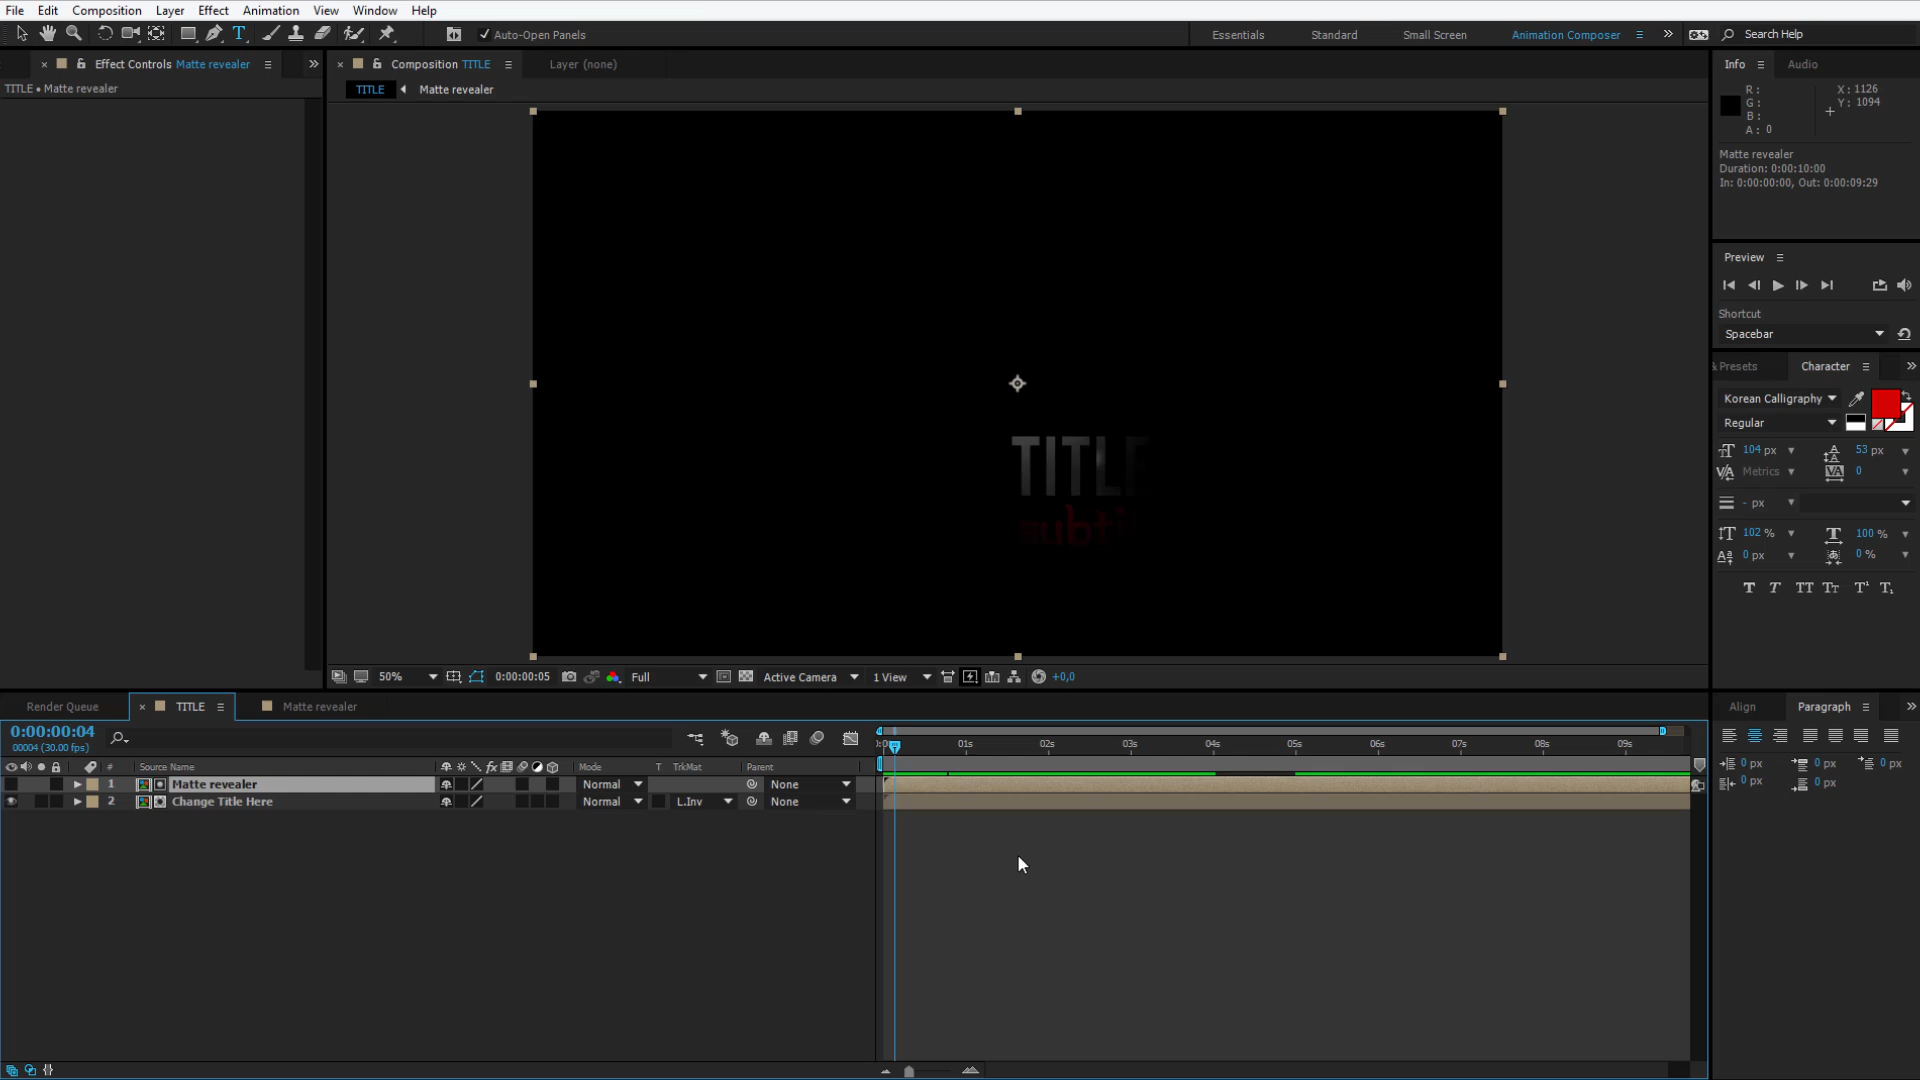 File Edit Composition Layer Effect Animation View Window Help
Auto-Open Panels Essentials Standard Small Screen Animation Composer Search Help
Effect Controls Matte revealer
TITLE • Matte revealer
Composition TITLE Layer (none)
TITLE Matte revealer
TITLE
subti
50% 0:00:00:05 Full Active Camera 1 View +0,0
Info Audio
R: X: 1126
G: Y: 1094
B:
A: 0
Matte revealer
Duration: 0:00:10:00
In: 0:00:00:00, Out: 0:00:09:29
Preview
Shortcut
Spacebar
& Presets Character
Korean Calligraphy
Regular
104 px 53 px
Metrics 0
- px
102 % 100 %
0 px 0 %
T T TT Tт T¹ T₁
Render Queue TITLE Matte revealer
0:00:00:04
00004 (30.00 fps)
# Source Name fx Mode T TrkMat Parent
1 Matte revealer Normal None
2 Change Title Here Normal L.Inv None
01s 02s 03s 04s 05s 06s 07s 08s 09s
Align Paragraph
0 px 0 px 0 px
0 px 0 px